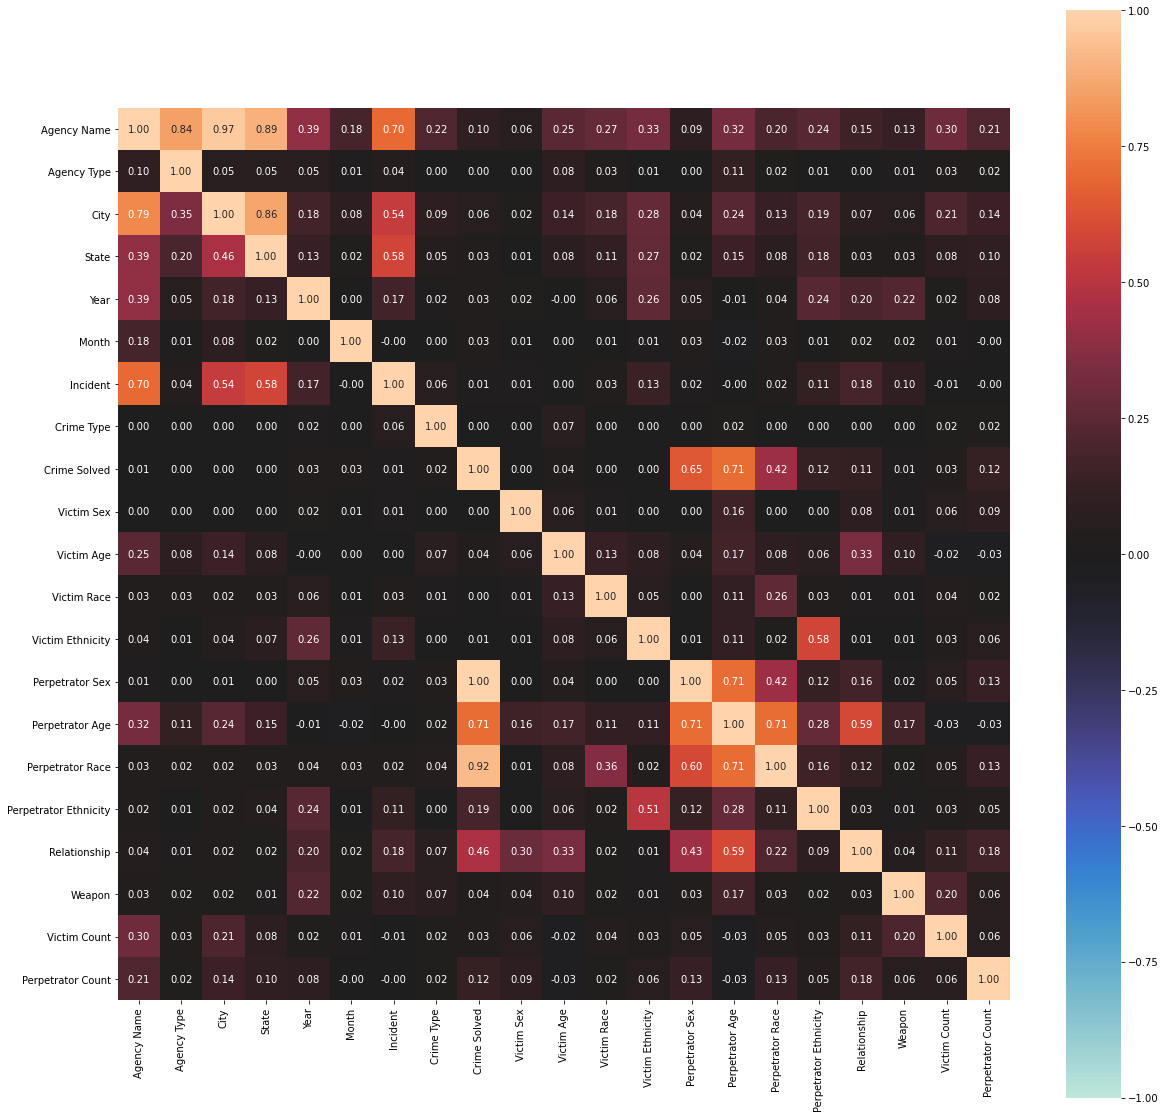 1.00
Agency Name 1.00 0.84 0.97 0.89 0.39 0.18 0.70 0.22 0.10 0.06 0.25 0.27 0.33 0.09 0.32 0.20 0.24 0.15 0.13 0.30 0.21
Agency Type 0.10 1.00 0.05 0.05 0.05 0.01 0.04 0.00 0.00 0.00 0.08 0.03 0.01 0.00 0.11 0.02 0.01 0.00 0.01 0.03 0.02
0.75
City 0.79 0.35 1.00 0.86 0.18 0.08 0.54 0.09 0.06 0.02 0.14 0.18 0.28 0.04 0.24 0.13 0.19 0.07 0.06 0.21 0.14
State 0.39 0.20 0.46 1.00 0.13 0.02 0.58 0.05 0.03 0.01 0.08 0.11 0.27 0.02 0.15 0.08 0.18 0.03 0.03 0.08 0.10
0.50
Year 0.39 0.05 0.18 0.13 1.00 0.00 0.17 0.02 0.03 0.02 -0.00 0.06 0.26 0.05 -0.01 0.04 0.24 0.20 0.22 0.02 0.08
Month 0.18 0.01 0.08 0.02 0.00 1.00 -0.00 0.00 0.03 0.01 0.00 0.01 0.01 0.03 -0.02 0.03 0.01 0.02 0.02 0.01 -0.00
Incident 0.70 0.04 0.54 0.58 0.17 -0.00 1.00 0.06 0.01 0.01 0.00 0.03 0.13 0.02 -0.00 0.02 0.11 0.18 0.10 -0.01 -0.00
0.25
Crime Type 0.00 0.00 0.00 0.00 0.02 0.00 0.06 1.00 0.00 0.00 0.07 0.00 0.00 0.00 0.02 0.00 0.00 0.00 0.00 0.02 0.02
Crime Solved 0.01 0.00 0.00 0.00 0.03 0.03 0.01 0.02 1.00 0.00 0.04 0.00 0.00 0.65 0.71 0.42 0.12 0.11 0.01 0.03 0.12
Victim Sex 0.00 0.00 0.00 0.00 0.02 0.01 0.01 0.00 0.00 1.00 0.06 0.01 0.00 0.00 0.16 0.00 0.00 0.08 0.01 0.06 0.09
Victim Age 0.25 0.08 0.14 0.08 -0.00 0.00 0.00 0.07 0.04 0.06 1.00 0.13 0.08 0.04 0.17 0.08 0.06 0.33 0.10 -0.02 -0.03
0.00
Victim Race 0.03 0.03 0.02 0.03 0.06 0.01 0.03 0.01 0.00 0.01 0.13 1.00 0.05 0.00 0.11 0.26 0.03 0.01 0.01 0.04 0.02
Victim Ethnicity 0.04 0.01 0.04 0.07 0.26 0.01 0.13 0.00 0.01 0.01 0.08 0.06 1.00 0.01 0.11 0.02 0.58 0.01 0.01 0.03 0.06
Perpetrator Sex 0.01 0.00 0.01 0.00 0.05 0.03 0.02 0.03 1.00 0.00 0.04 0.00 0.00 1.00 0.71 0.42 0.12 0.16 0.02 0.05 0.13
−0.25
Perpetrator Age 0.32 0.11 0.24 0.15 -0.01 -0.02 -0.00 0.02 0.71 0.16 0.17 0.11 0.11 0.71 1.00 0.71 0.28 0.59 0.17 -0.03 -0.03
Perpetrator Race 0.03 0.02 0.02 0.03 0.04 0.03 0.02 0.04 0.92 0.01 0.08 0.36 0.02 0.60 0.71 1.00 0.16 0.12 0.02 0.05 0.13
Perpetrator Ethnicity 0.02 0.01 0.02 0.04 0.24 0.01 0.11 0.00 0.19 0.00 0.06 0.02 0.51 0.12 0.28 0.11 1.00 0.03 0.01 0.03 0.05
−0.50
Relationship 0.04 0.01 0.02 0.02 0.20 0.02 0.18 0.07 0.46 0.30 0.33 0.02 0.01 0.43 0.59 0.22 0.09 1.00 0.04 0.11 0.18
Weapon 0.03 0.02 0.02 0.01 0.22 0.02 0.10 0.07 0.04 0.04 0.10 0.02 0.01 0.03 0.17 0.03 0.02 0.03 1.00 0.20 0.06
Victim Count 0.30 0.03 0.21 0.08 0.02 0.01 -0.01 0.02 0.03 0.06 -0.02 0.04 0.03 0.05 -0.03 0.05 0.03 0.11 0.20 1.00 0.06
−0.75
Perpetrator Count 0.21 0.02 0.14 0.10 0.08 -0.00 -0.00 0.02 0.12 0.09 -0.03 0.02 0.06 0.13 -0.03 0.13 0.05 0.18 0.06 0.06 1.00
−1.00
Agency Name
Agency Type
City
State
Year
Month
Incident
Crime Type
Crime Solved
Victim Sex
Victim Age
Victim Race
Victim Ethnicity
Perpetrator Sex
Perpetrator Age
Perpetrator Race
Perpetrator Ethnicity
Relationship
Weapon
Victim Count
Perpetrator Count